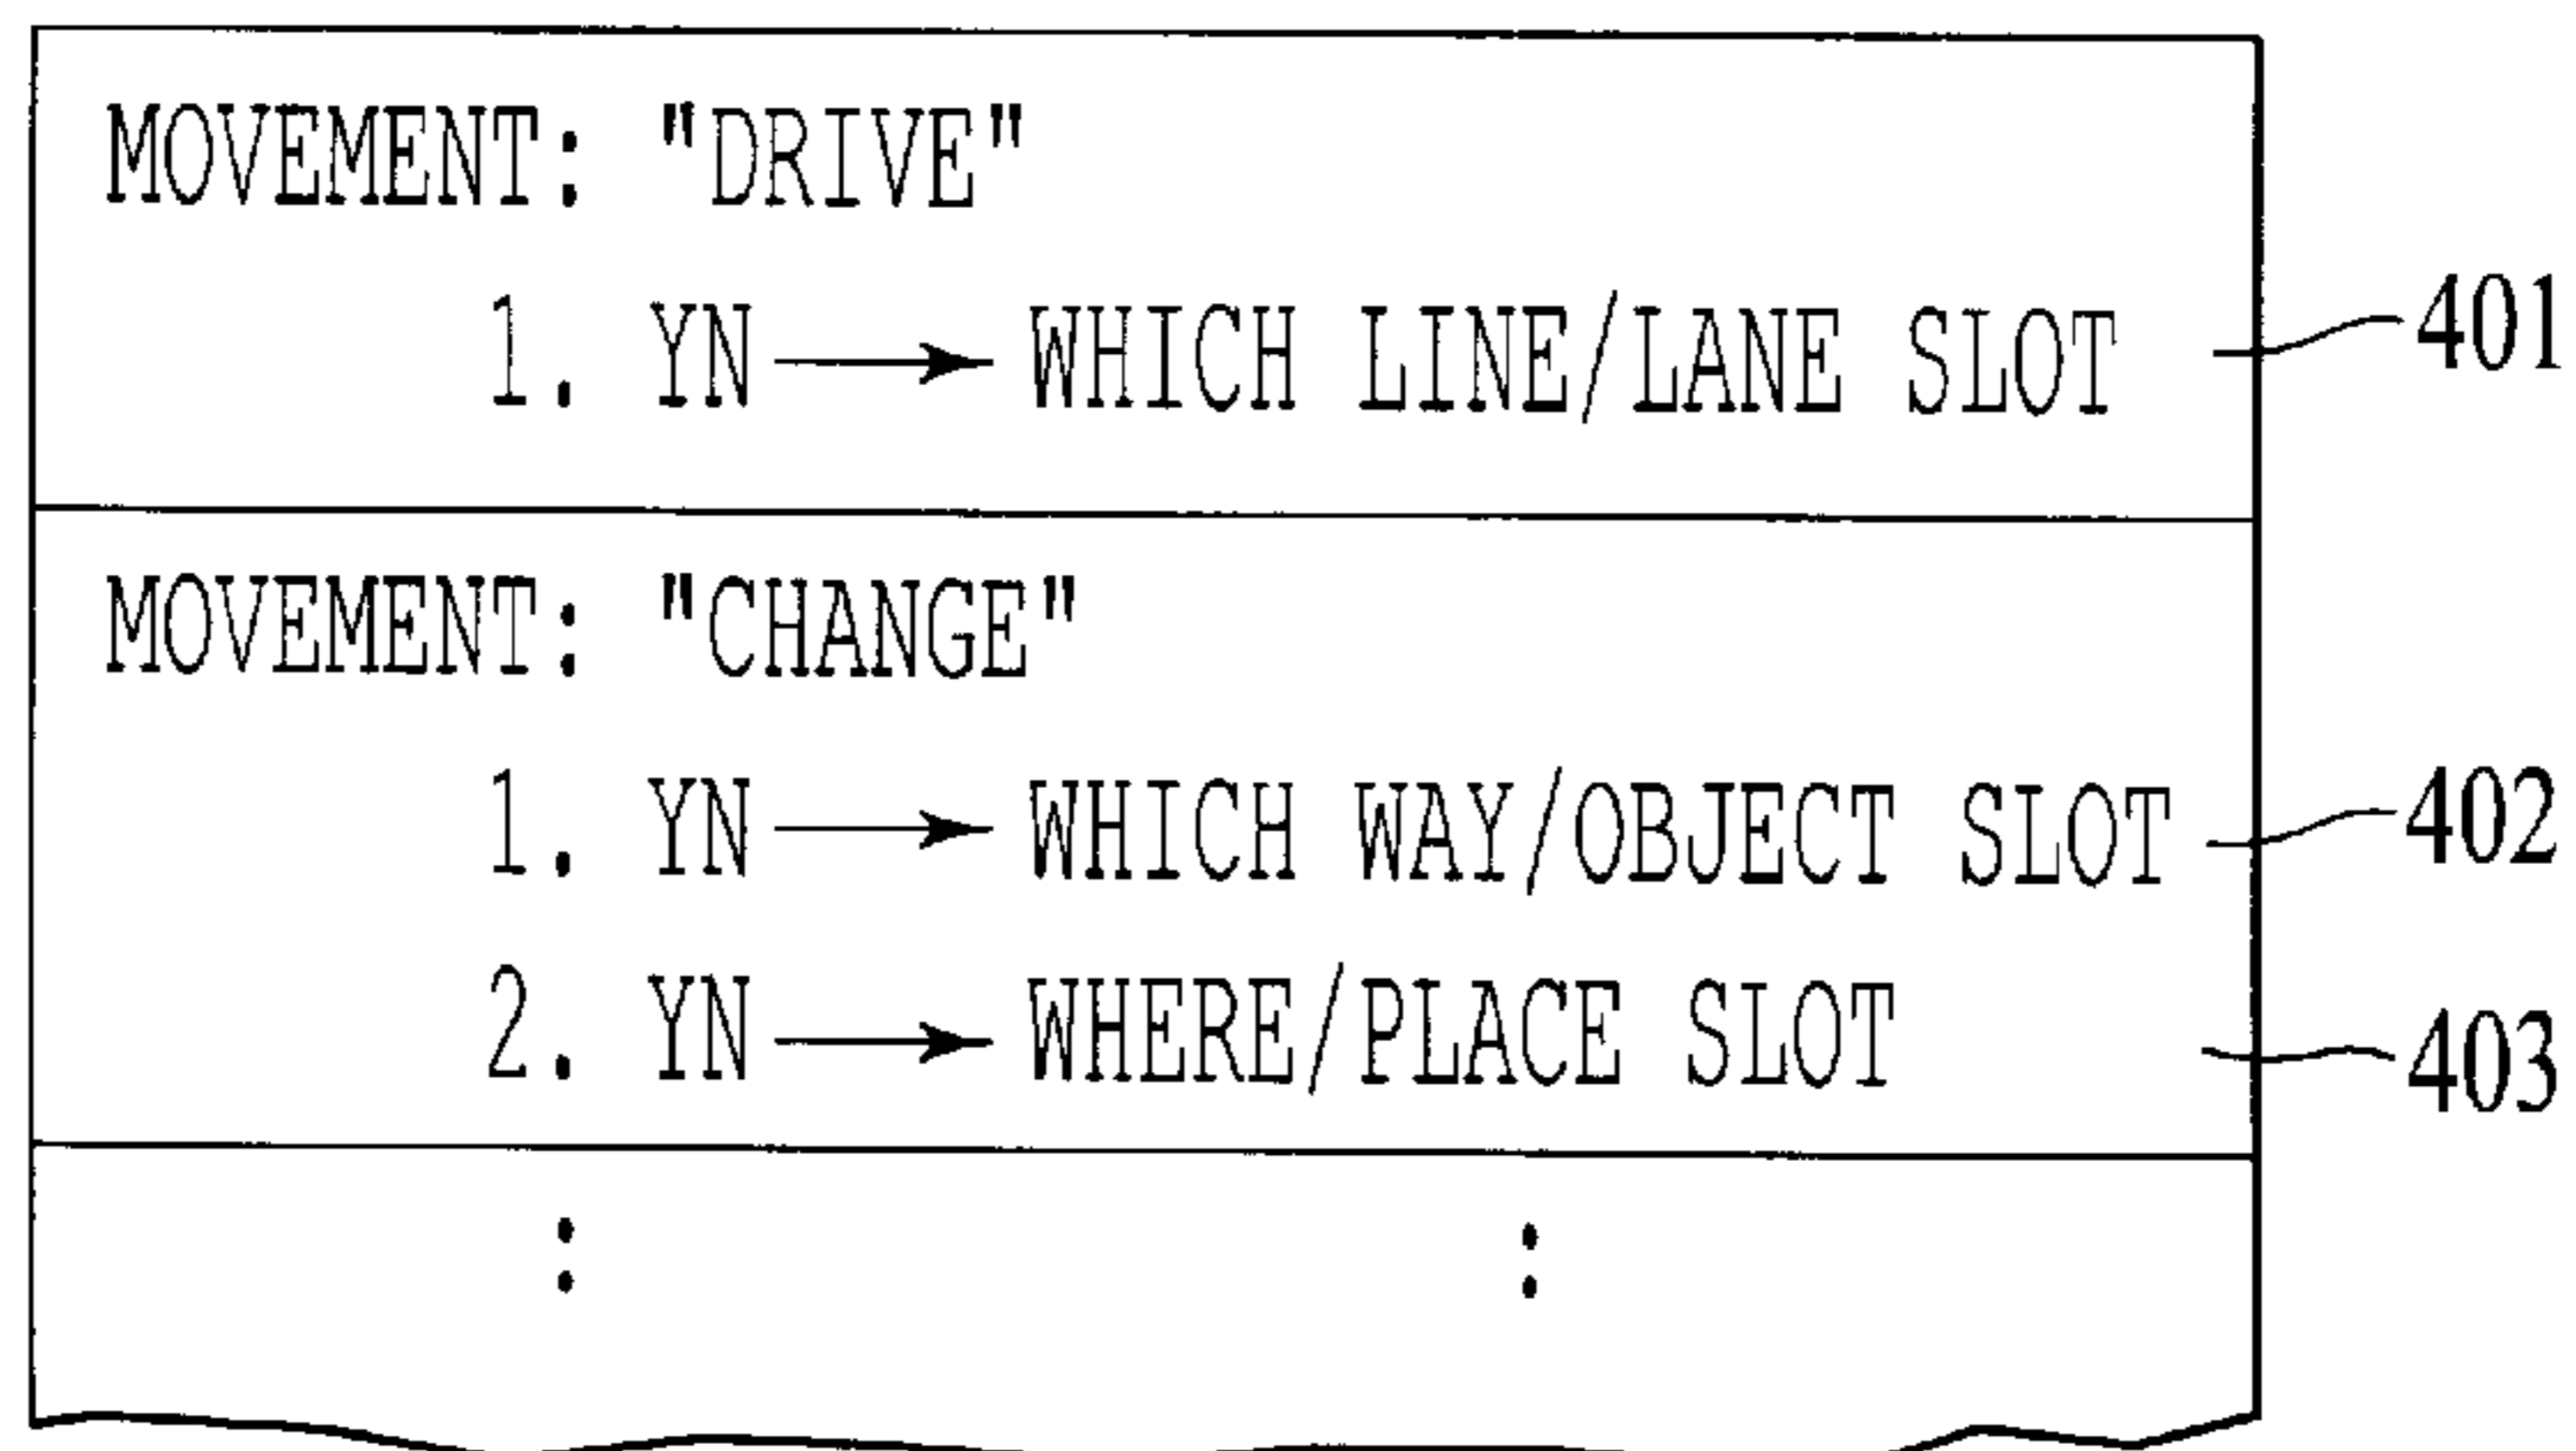 MOVEMENT: "DRIVE"
1. YN → WHICH LINE/LANE SLOT 401
MOVEMENT: "CHANGE"
1. YN → WHICH WAY/OBJECT SLOT 402
2. YN → WHERE/PLACE SLOT 403
: :